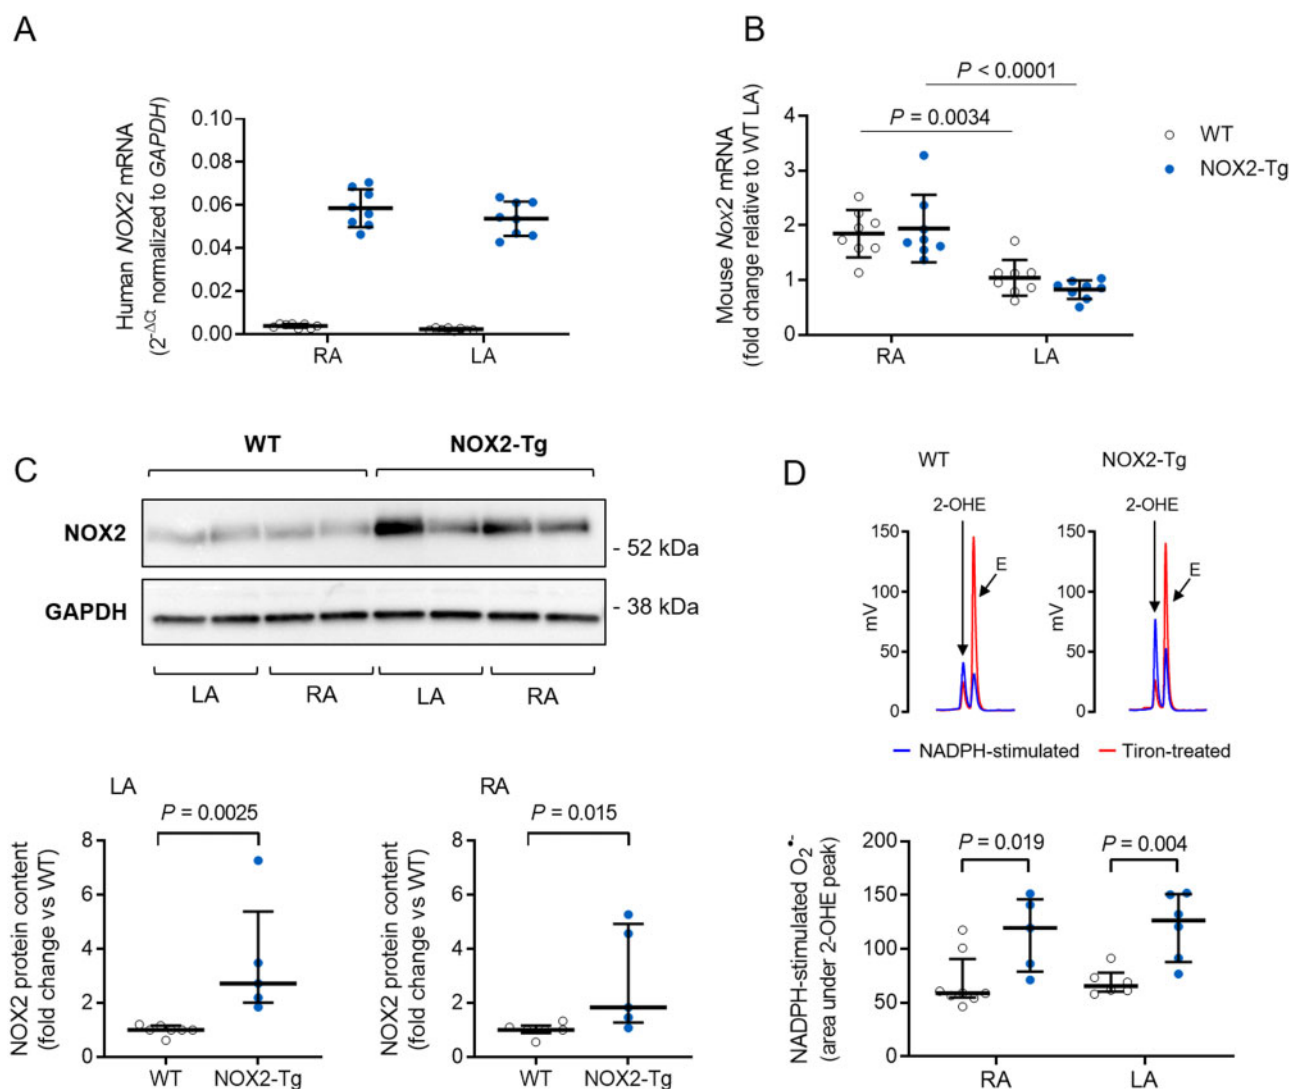 A
Human NOX2 mRNA
(2^-ΔCt normalized to GAPDH)
0.10
0.08
0.06
0.04
0.02
0.00
RA LA
B
P < 0.0001
P = 0.0034
Mouse Nox2 mRNA
(fold change relative to WT LA)
4
3
2
1
0
RA LA
WT
NOX2-Tg
C
WT NOX2-Tg
NOX2
- 52 kDa
GAPDH
- 38 kDa
LA RA LA RA
LA
P = 0.0025
NOX2 protein content
(fold change vs WT)
8
6
4
2
0
WT NOX2-Tg
RA
P = 0.015
NOX2 protein content
(fold change vs WT)
8
6
4
2
0
WT NOX2-Tg
D
WT NOX2-Tg
2-OHE 2-OHE
E E
mV
150
100
50
0
mV
150
100
50
0
NADPH-stimulated Tiron-treated
NADPH-stimulated O₂•-
(area under 2-OHE peak)
200
150
100
50
0
P = 0.019 P = 0.004
RA LA